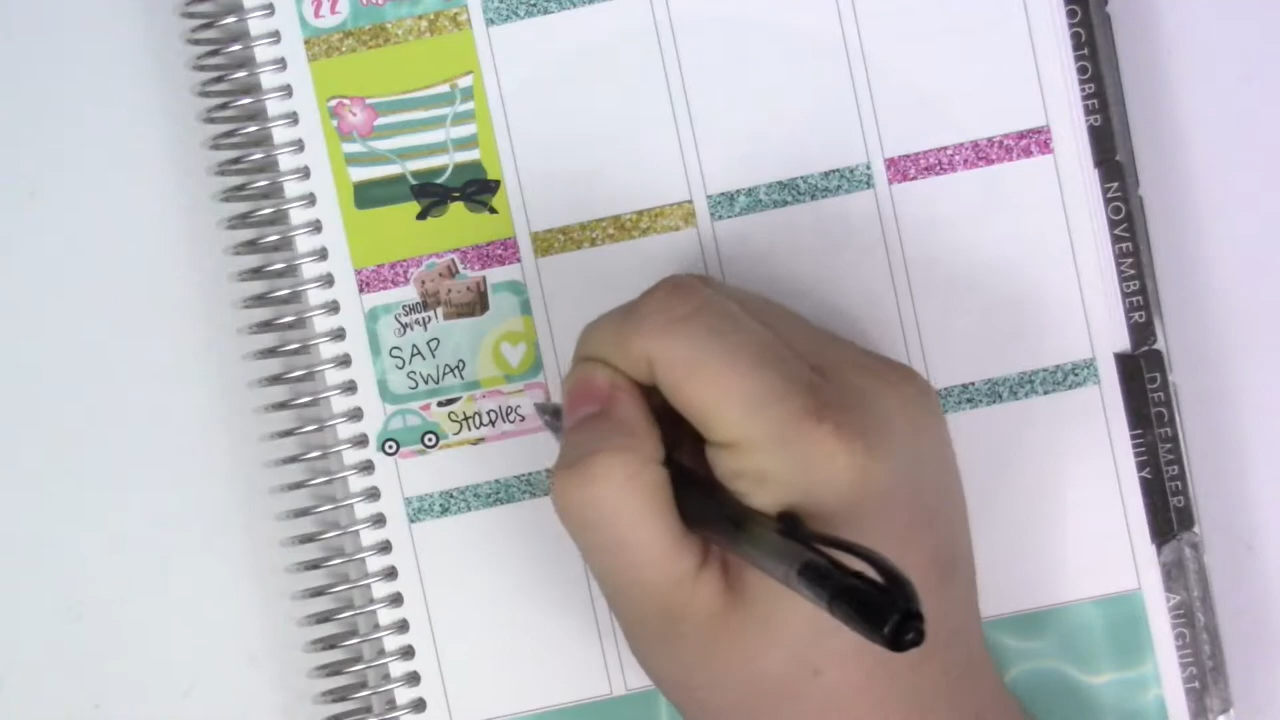 22
SHOP
Swap!
SAP
SWAP
Staples
OCTOBER
NOVEMBER
DECEMBER
JULY
AUGUST